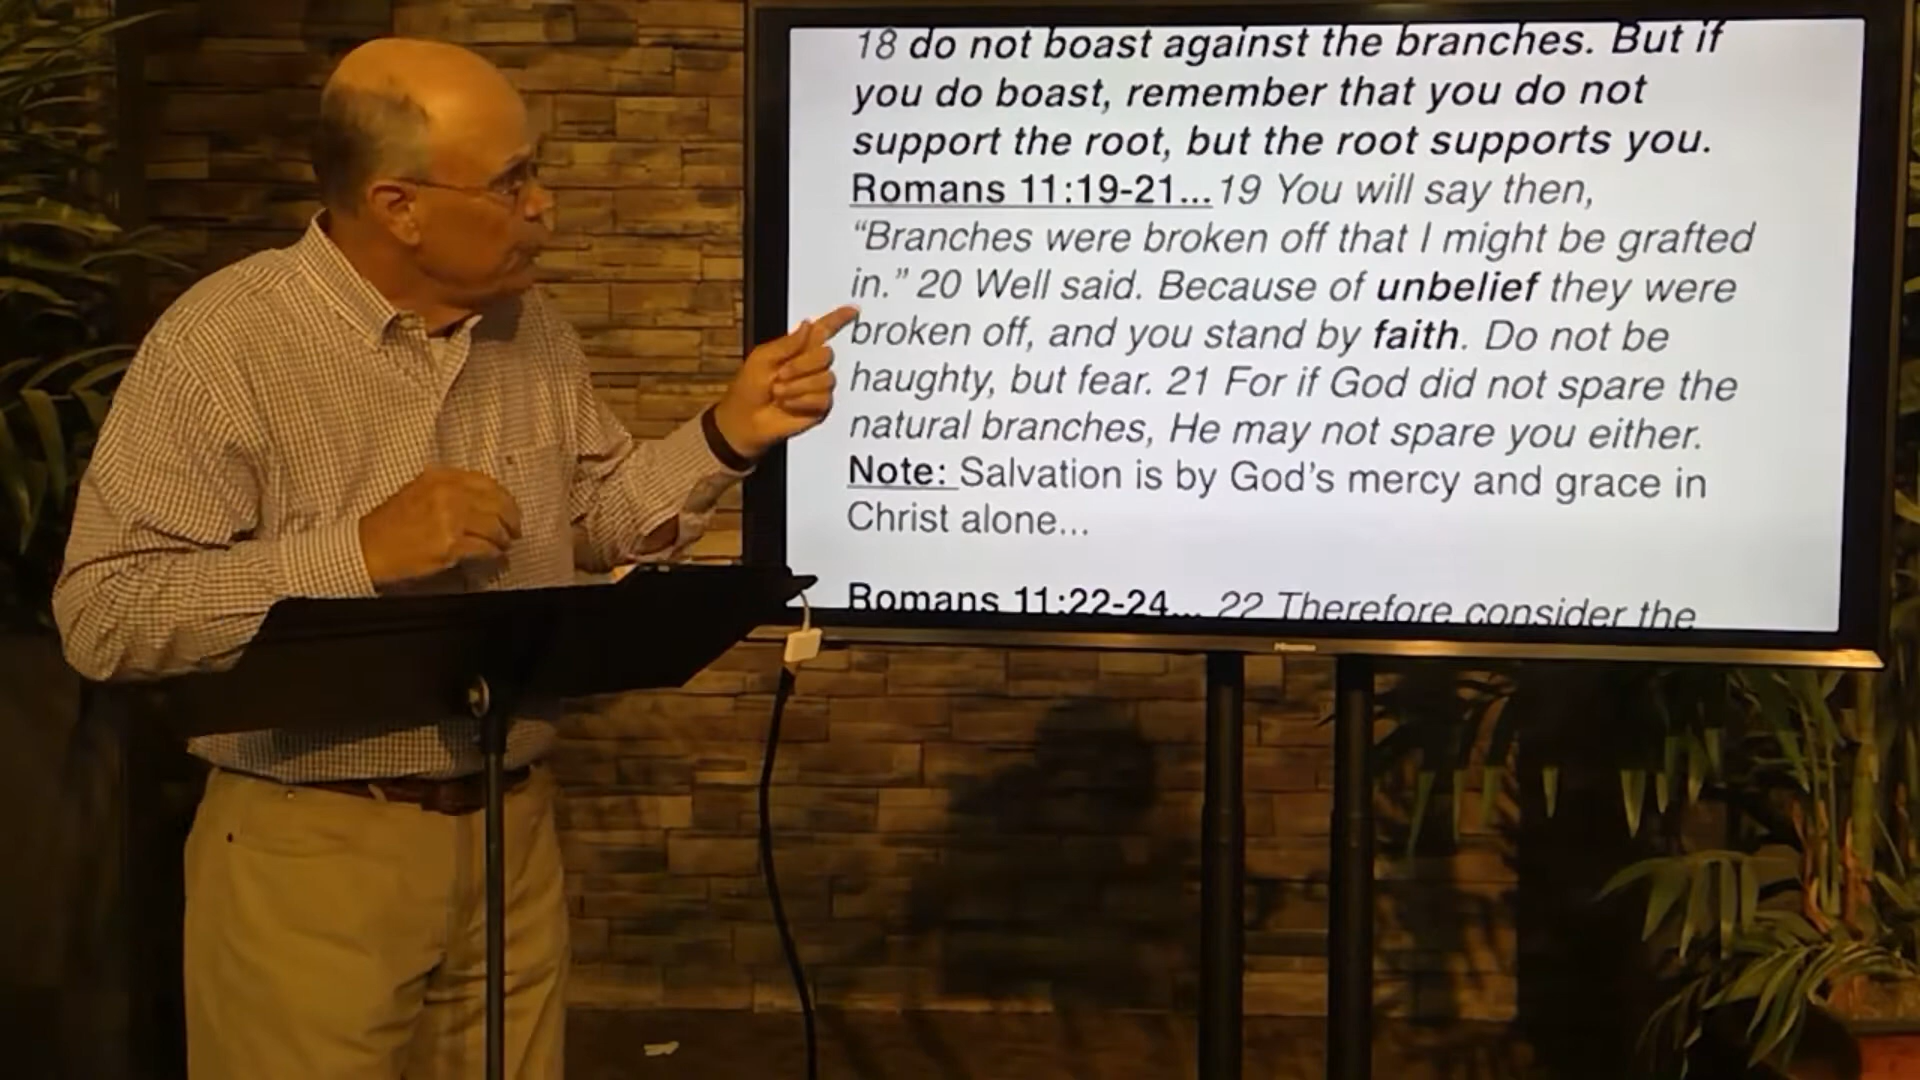 18 do not boast against the branches. But if
you do boast, remember that you do not
support the root, but the root supports you.
Romans 11:19-21... 19 You will say then,
“Branches were broken off that I might be grafted
in.” 20 Well said. Because of unbelief they were
broken off, and you stand by faith. Do not be
haughty, but fear. 21 For if God did not spare the
natural branches, He may not spare you either.
Note: Salvation is by God’s mercy and grace in
Christ alone...
Romans 11:22-24... 22 Therefore consider the